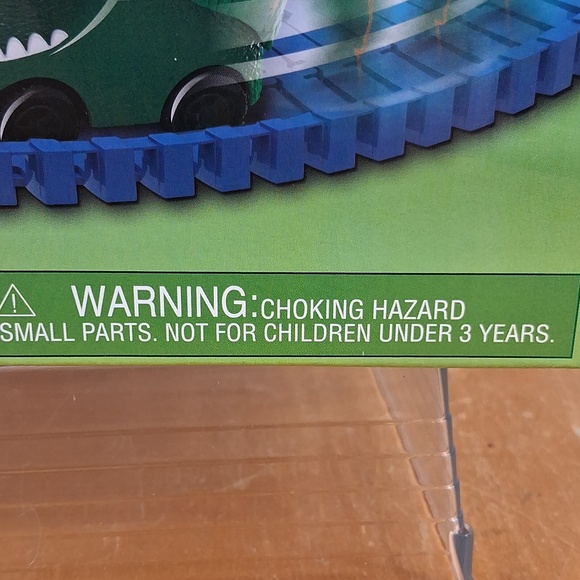 WARNING:CHOKING HAZARD
SMALL PARTS. NOT FOR CHILDREN UNDER 3 YEARS.